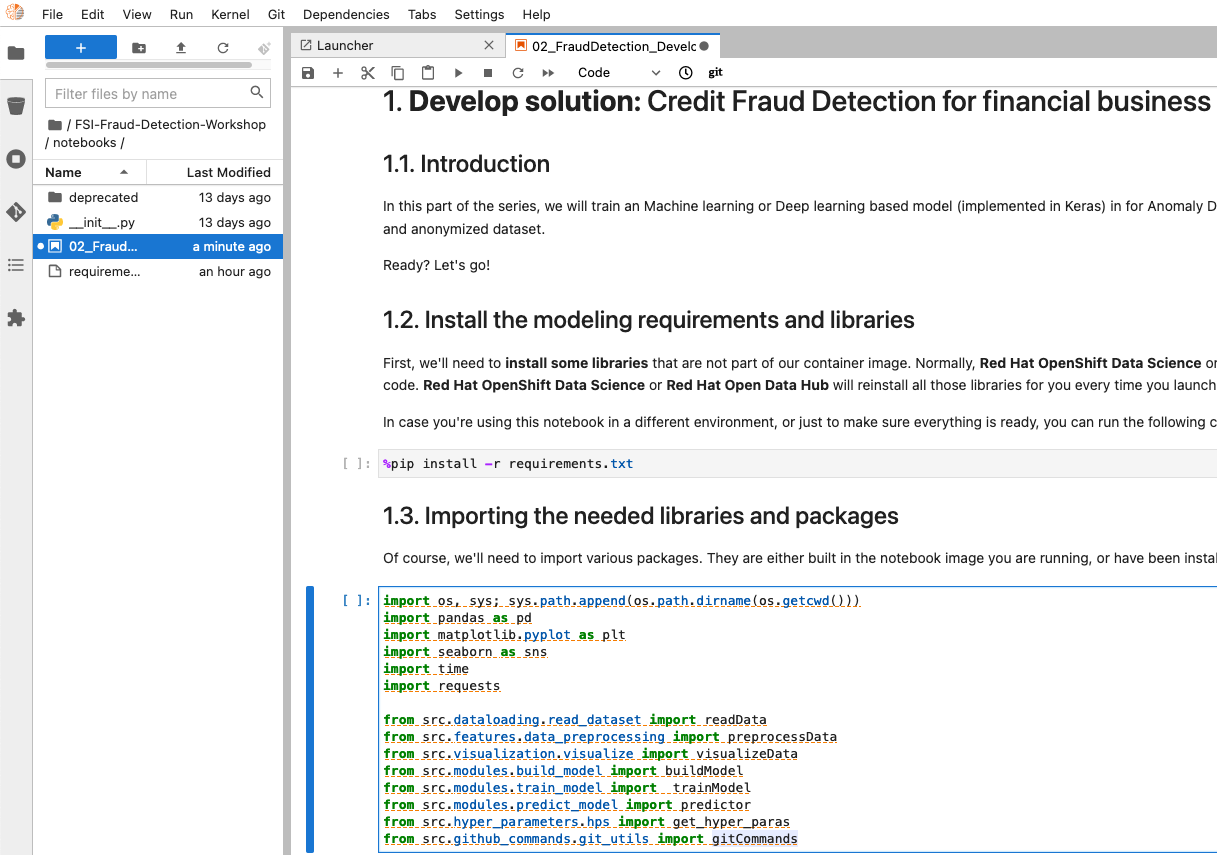 File Edit View Run Kernel Git Dependencies Tabs Settings Help
Launcher
02_FraudDetection_Develo
Code
git
Filter files by name
/ FSI-Fraud-Detection-Workshop
/ notebooks /
Name Last Modified
deprecated 13 days ago
__init__.py 13 days ago
02_Fraud... a minute ago
requireme... an hour ago
1. Develop solution: Credit Fraud Detection for financial business
1.1. Introduction
In this part of the series, we will train an Machine learning or Deep learning based model (implemented in Keras) in for Anomaly D
and anonymized dataset.
Ready? Let's go!
1.2. Install the modeling requirements and libraries
First, we'll need to install some libraries that are not part of our container image. Normally, Red Hat OpenShift Data Science or
code. Red Hat OpenShift Data Science or Red Hat Open Data Hub will reinstall all those libraries for you every time you launch
In case you're using this notebook in a different environment, or just to make sure everything is ready, you can run the following c
[ ]: %pip install -r requirements.txt
1.3. Importing the needed libraries and packages
Of course, we'll need to import various packages. They are either built in the notebook image you are running, or have been instal
[ ]: import os, sys; sys.path.append(os.path.dirname(os.getcwd()))
import pandas as pd
import matplotlib.pyplot as plt
import seaborn as sns
import time
import requests
from src.dataloading.read_dataset import readData
from src.features.data_preprocessing import preprocessData
from src.visualization.visualize import visualizeData
from src.modules.build_model import buildModel
from src.modules.train_model import  trainModel
from src.modules.predict_model import predictor
from src.hyper_parameters.hps import get_hyper_paras
from src.github_commands.git_utils import gitCommands